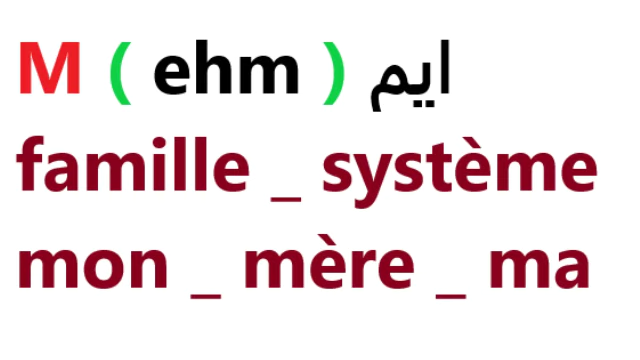 M ( ehm ) ايم
famille _ système
mon _ mère _ ma